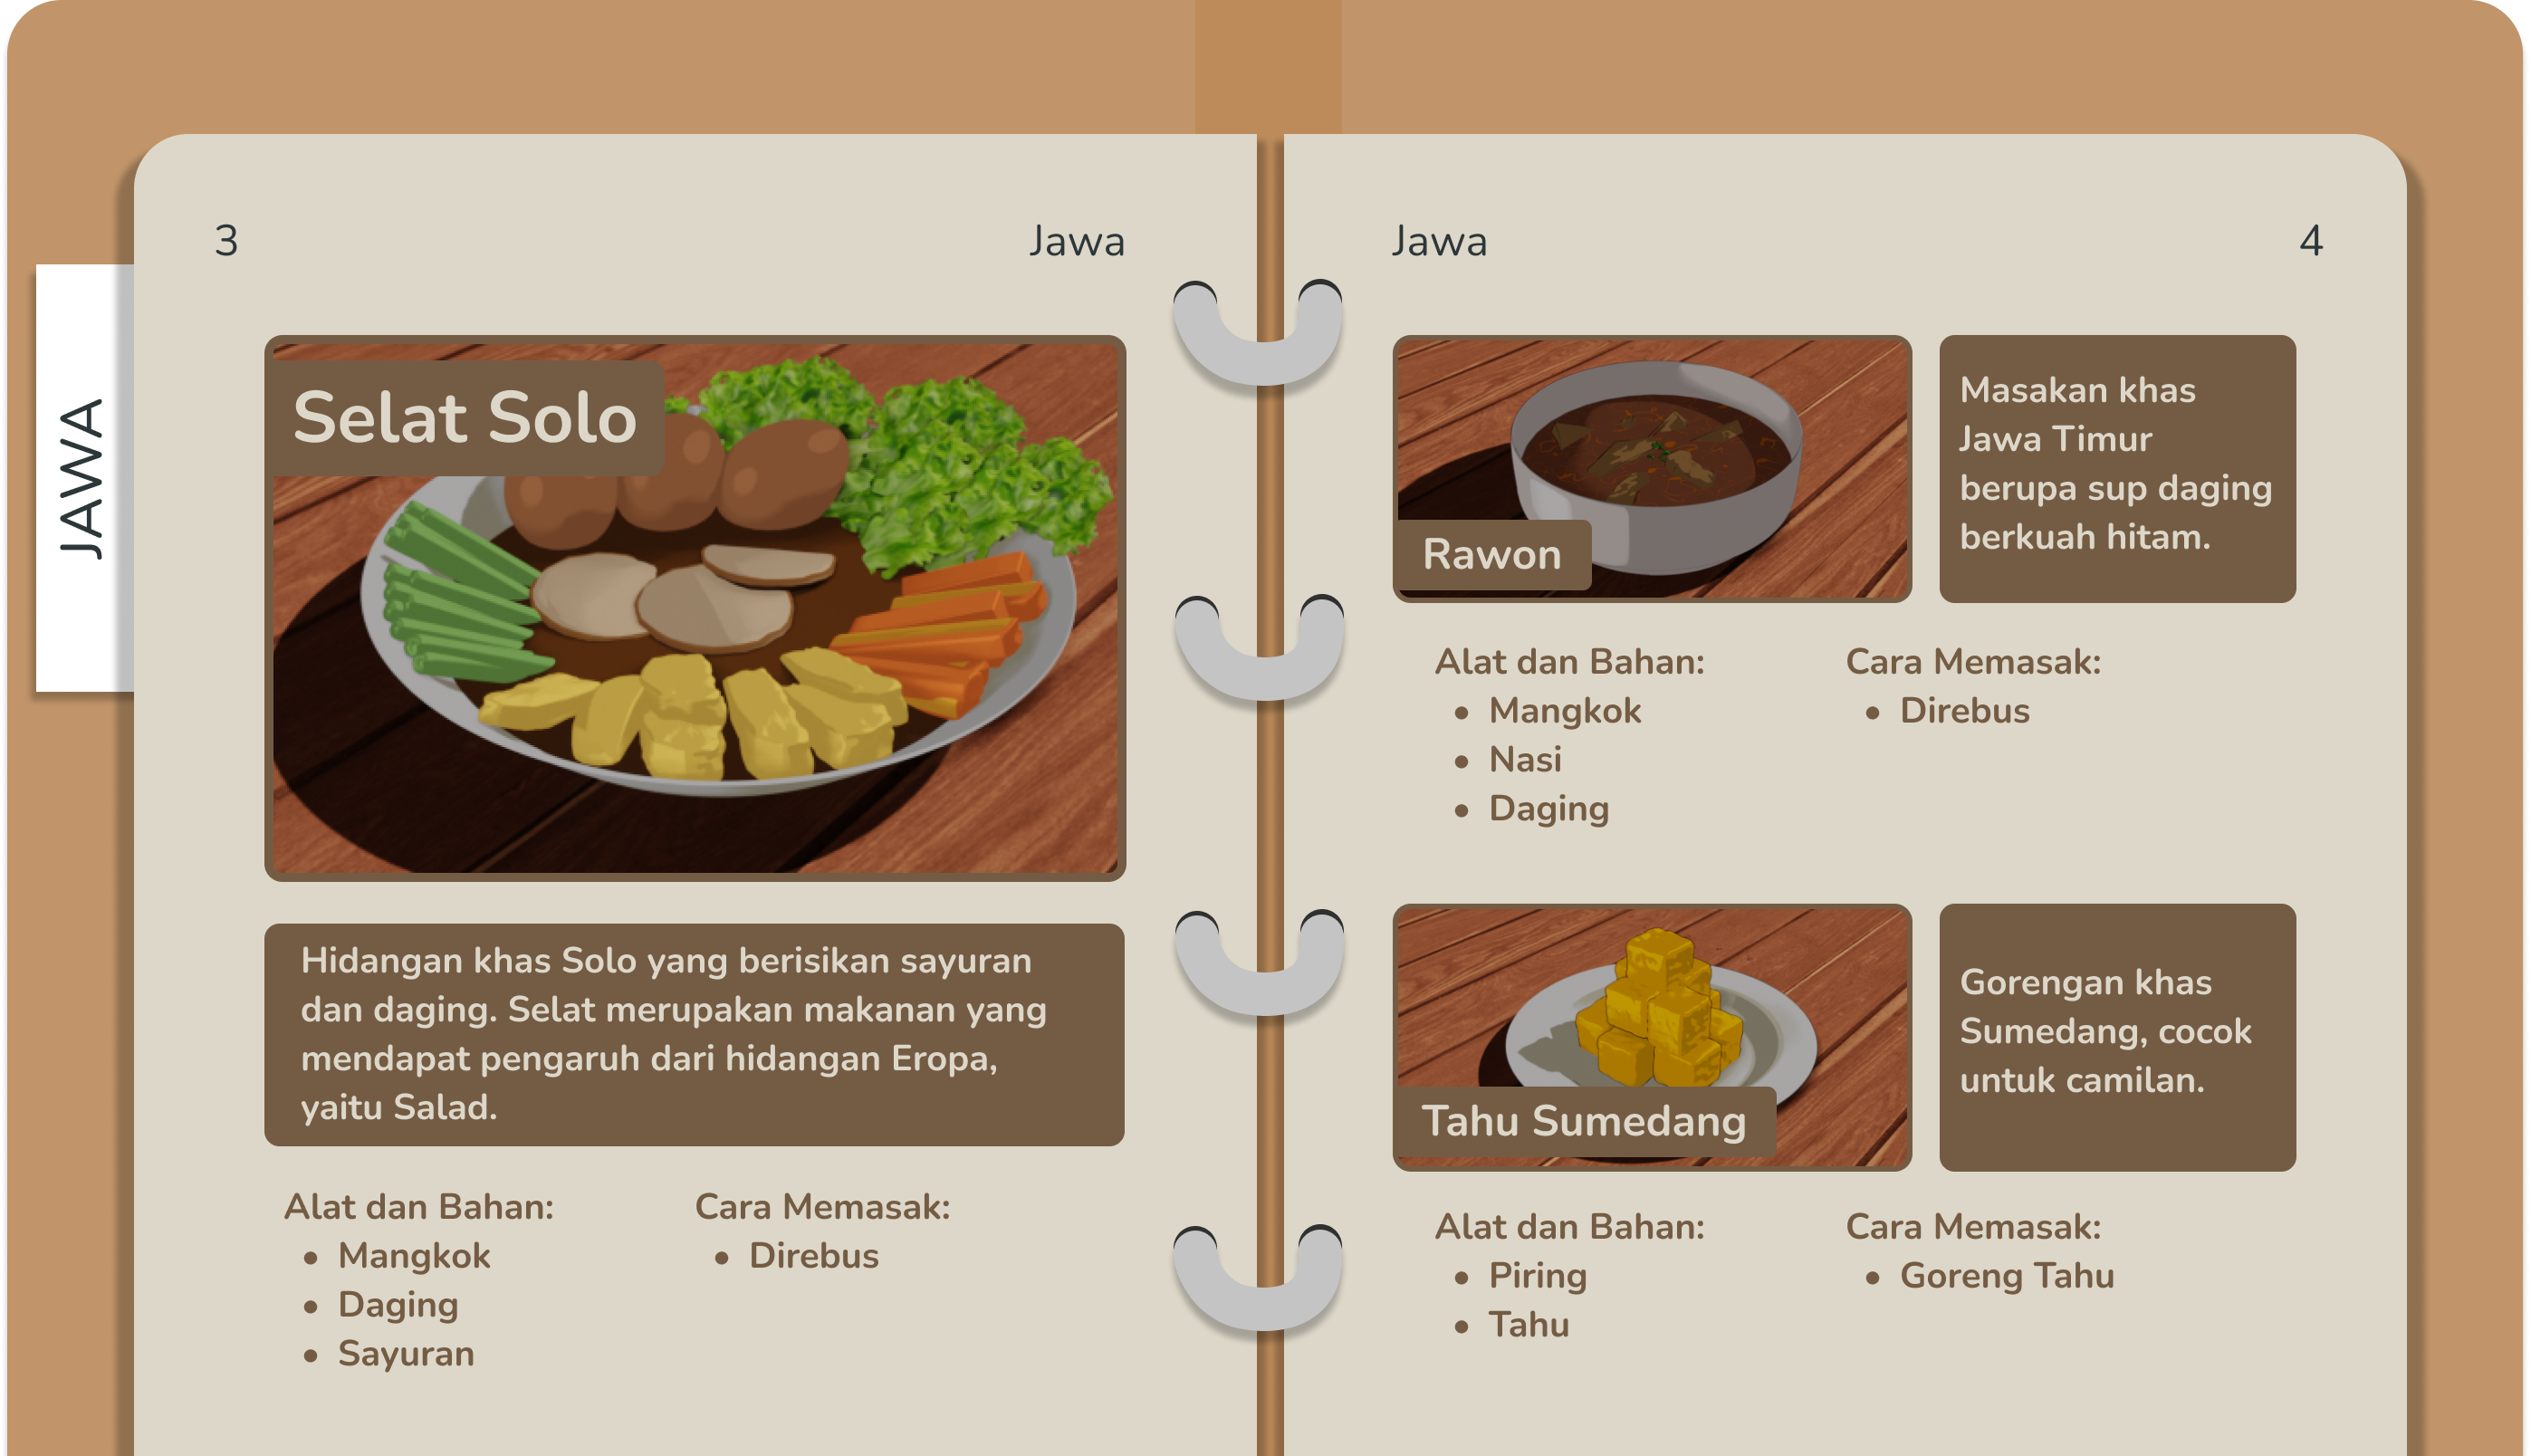 JAWA
3
Jawa
Selat Solo
Hidangan khas Solo yang berisikan sayuran
dan daging. Selat merupakan makanan yang
mendapat pengaruh dari hidangan Eropa,
yaitu Salad.
Alat dan Bahan:
• Mangkok
• Daging
• Sayuran
Cara Memasak:
• Direbus
Jawa
4
Rawon
Masakan khas
Jawa Timur
berupa sup daging
berkuah hitam.
Alat dan Bahan:
• Mangkok
• Nasi
• Daging
Cara Memasak:
• Direbus
Tahu Sumedang
Gorengan khas
Sumedang, cocok
untuk camilan.
Alat dan Bahan:
• Piring
• Tahu
Cara Memasak:
• Goreng Tahu